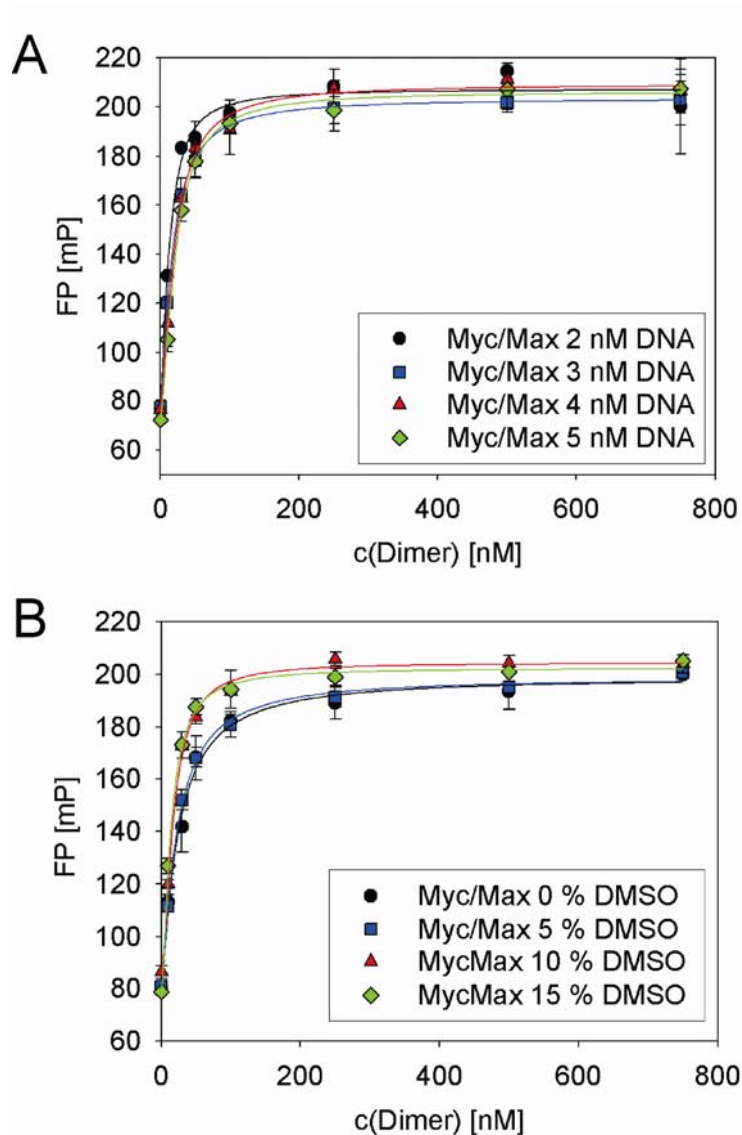 A
220
200
180
160
140
120
100
80
60
FP [mP]
Myc/Max 2 nM DNA
Myc/Max 3 nM DNA
Myc/Max 4 nM DNA
Myc/Max 5 nM DNA
0 200 400 600 800
c(Dimer) [nM]
B
220
200
180
160
140
120
100
80
60
FP [mP]
Myc/Max 0 % DMSO
Myc/Max 5 % DMSO
MycMax 10 % DMSO
MycMax 15 % DMSO
0 200 400 600 800
c(Dimer) [nM]